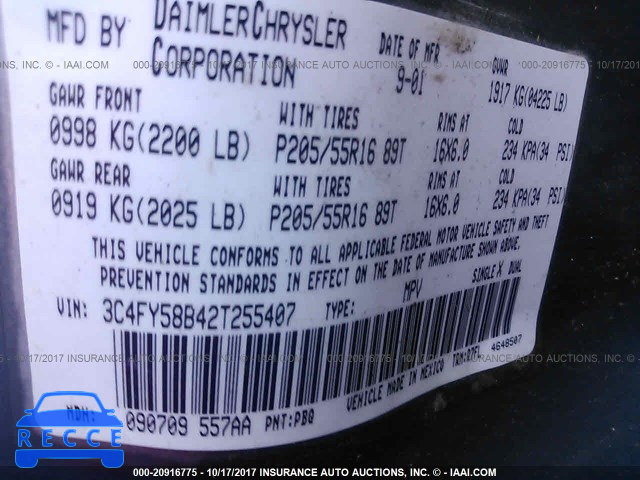 MFD BY DAIMLERCHRYSLER CORPORATION
DATE OF MFR 9-01
GVWR 1917 KG(04225 LB)
GAWR FRONT WITH TIRES RIMS AT COLD
0998 KG(2200 LB) P205/55R16 89T 16X6.0 234 KPA(34 PSI)
GAWR REAR WITH TIRES RIMS AT COLD
0919 KG(2025 LB) P205/55R16 89T 16X6.0 234 KPA(34 PSI)
THIS VEHICLE CONFORMS TO ALL APPLICABLE FEDERAL MOTOR VEHICLE SAFETY AND THEFT
PREVENTION STANDARDS IN EFFECT ON THE DATE OF MANUFACTURE SHOWN ABOVE.
VIN: 3C4FY58B42T255407 TYPE: MPV SINGLE X DUAL
MDH: 090709 557AA PNT:PBQ VEHICLE MADE IN MEXICO 4648507
000-20916775 - 10/17/2017 INSURANCE AUTO AUCTIONS, INC. - © - IAAI.COM
RECCE